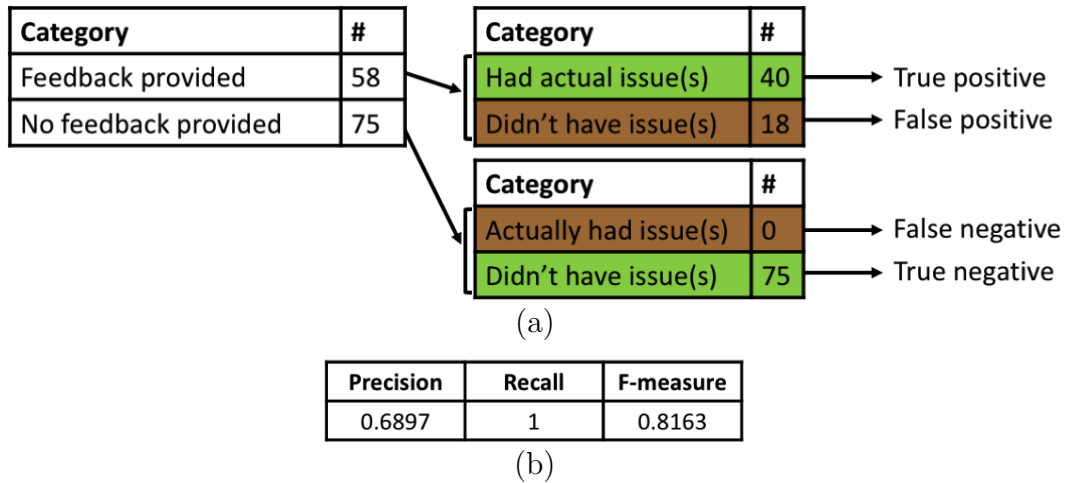 Category #
Feedback provided 58
No feedback provided 75
Category #
Had actual issue(s) 40 True positive
Didn’t have issue(s) 18 False positive
Category #
Actually had issue(s) 0 False negative
Didn’t have issue(s) 75 True negative
(a)
Precision Recall F-measure
0.6897 1 0.8163
(b)